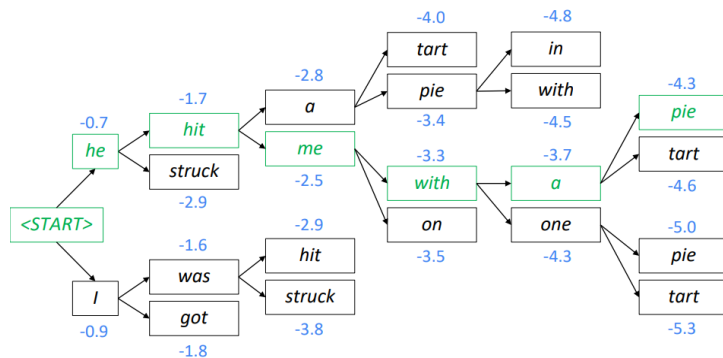 -4.0
-4.8
tart
in
-2.8
-4.3
-1.7
a
pie
with
pie
-0.7
hit
-3.4
-4.5
he
me
-3.3
-3.7
tart
struck
-2.5
with
a
-4.6
-2.9
<START>
-1.6
-2.9
on
one
-5.0
was
hit
-3.5
-4.3
pie
I
got
struck
tart
-0.9
-1.8
-3.8
-5.3